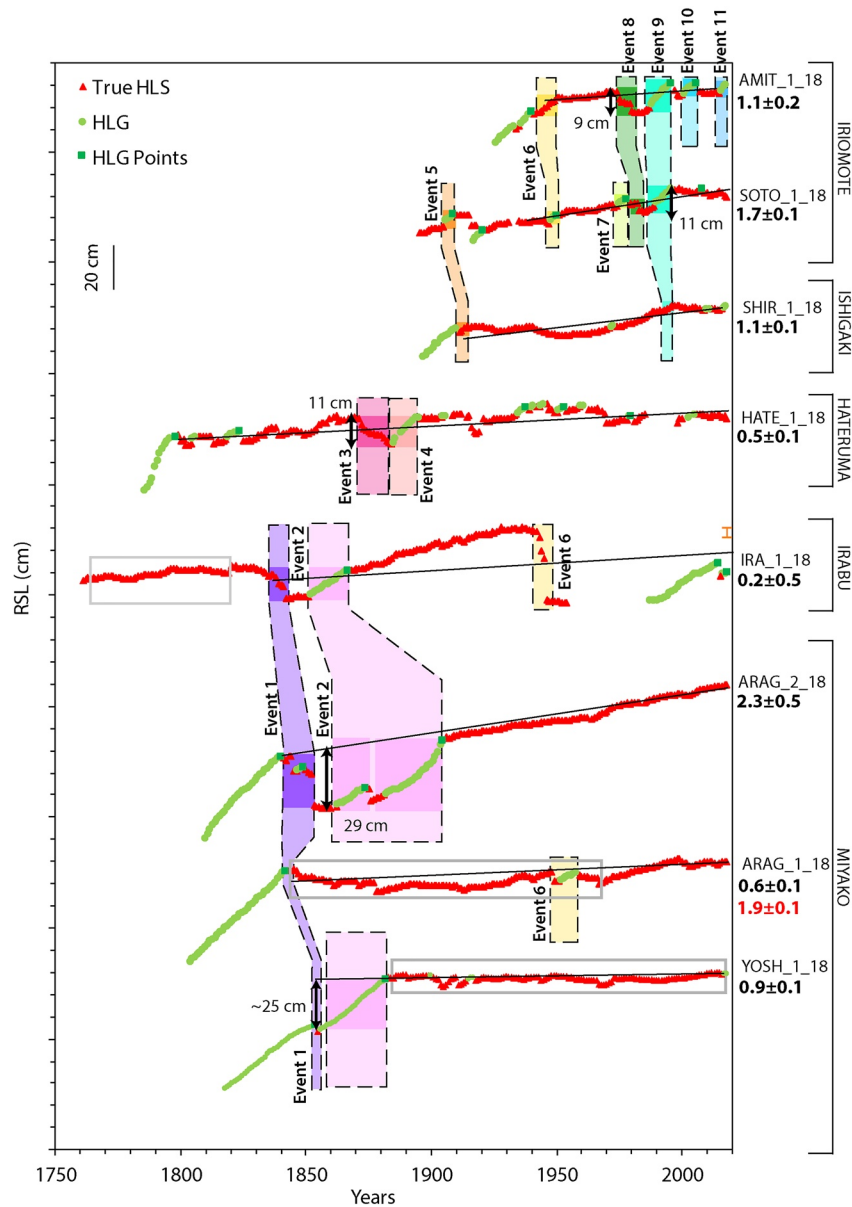 Event 8
Event 9
Event 10
Event 11
True HLS
HLG
HLG Points
20 cm
RSL (cm)
AMIT_1_18
1.1±0.2
9 cm
Event 6
Event 5
SOTO_1_18
1.7±0.1
Event 7
11 cm
IRIOMOTE
SHIR_1_18
1.1±0.1
ISHIGAKI
11 cm
HATE_1_18
0.5±0.1
Event 3
Event 4
HATERUMA
Event 2
IRA_1_18
0.2±0.5
Event 6
IRABU
Event 1
Event 2
ARAG_2_18
2.3±0.5
29 cm
ARAG_1_18
0.6±0.1
1.9±0.1
Event 6
MIYAKO
YOSH_1_18
0.9±0.1
~25 cm
Event 1
1750
1800
1850
1900
1950
2000
Years